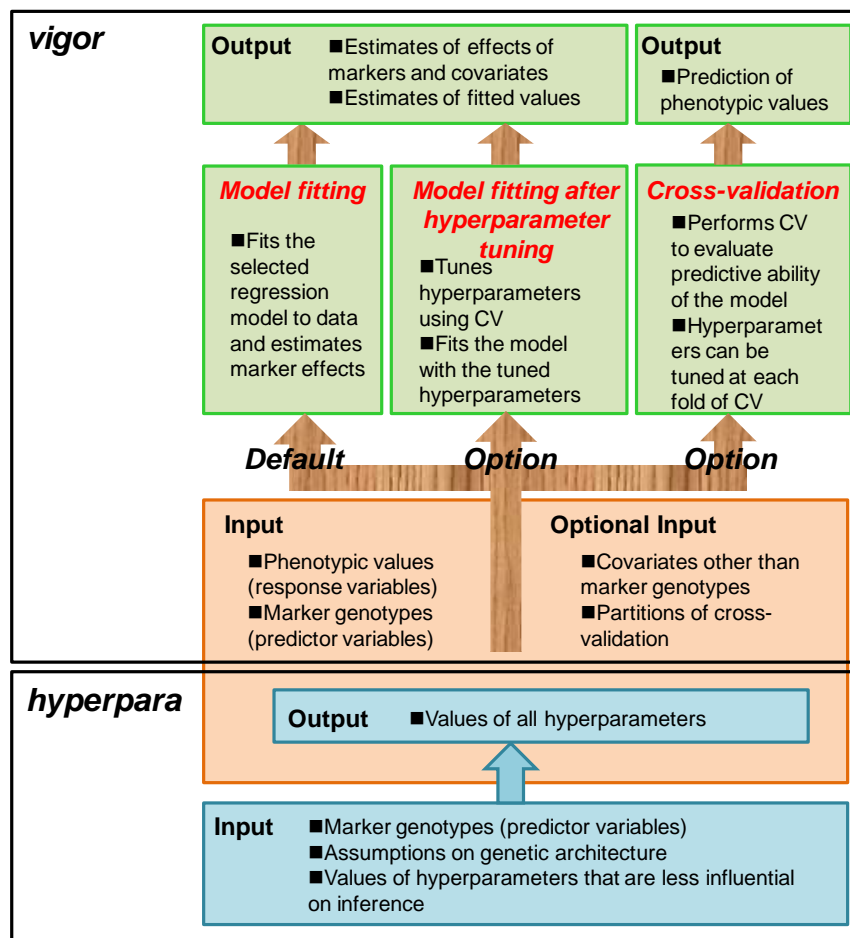 vigor
Output
■Estimates of effects of
markers and covariates
■Estimates of fitted values
Output
■Prediction of
phenotypic values
Model fitting
■Fits the
selected
regression
model to data
and estimates
marker effects
Model fitting after
hyperparameter
tuning
■Tunes
hyperparameters
using CV
■Fits the model
with the tuned
hyperparameters
Cross-validation
■Performs CV
to evaluate
predictive ability
of the model
■Hyperparamet
ers can be
tuned at each
fold of CV
Default
Option
Option
Input
■Phenotypic values
(response variables)
■Marker genotypes
(predictor variables)
Optional Input
■Covariates other than
marker genotypes
■Partitions of cross-
validation
hyperpara
Output ■Values of all hyperparameters
Input
■Marker genotypes (predictor variables)
■Assumptions on genetic architecture
■Values of hyperparameters that are less influential
on inference